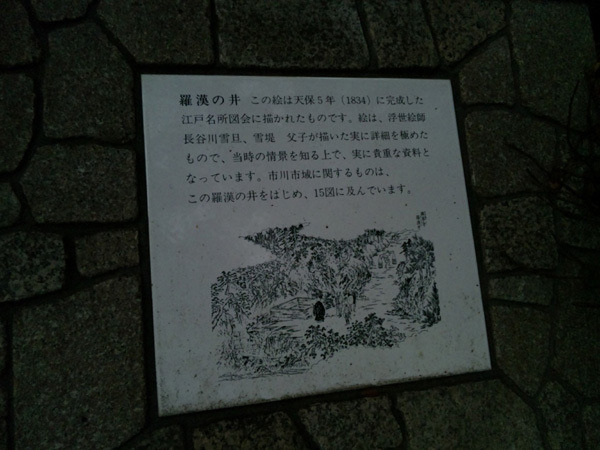 羅漢の井 この絵は天保5年（1834）に完成した
江戸名所図会に描かれたものです。絵は、浮世絵師
長谷川雪旦、雪堤 父子が描いた実に詳細を極めた
もので、当時の情景を知る上で、実に貴重な資料と
なっています。市川市域に関するものは、
この羅漢の井をはじめ、15図に及んでいます。